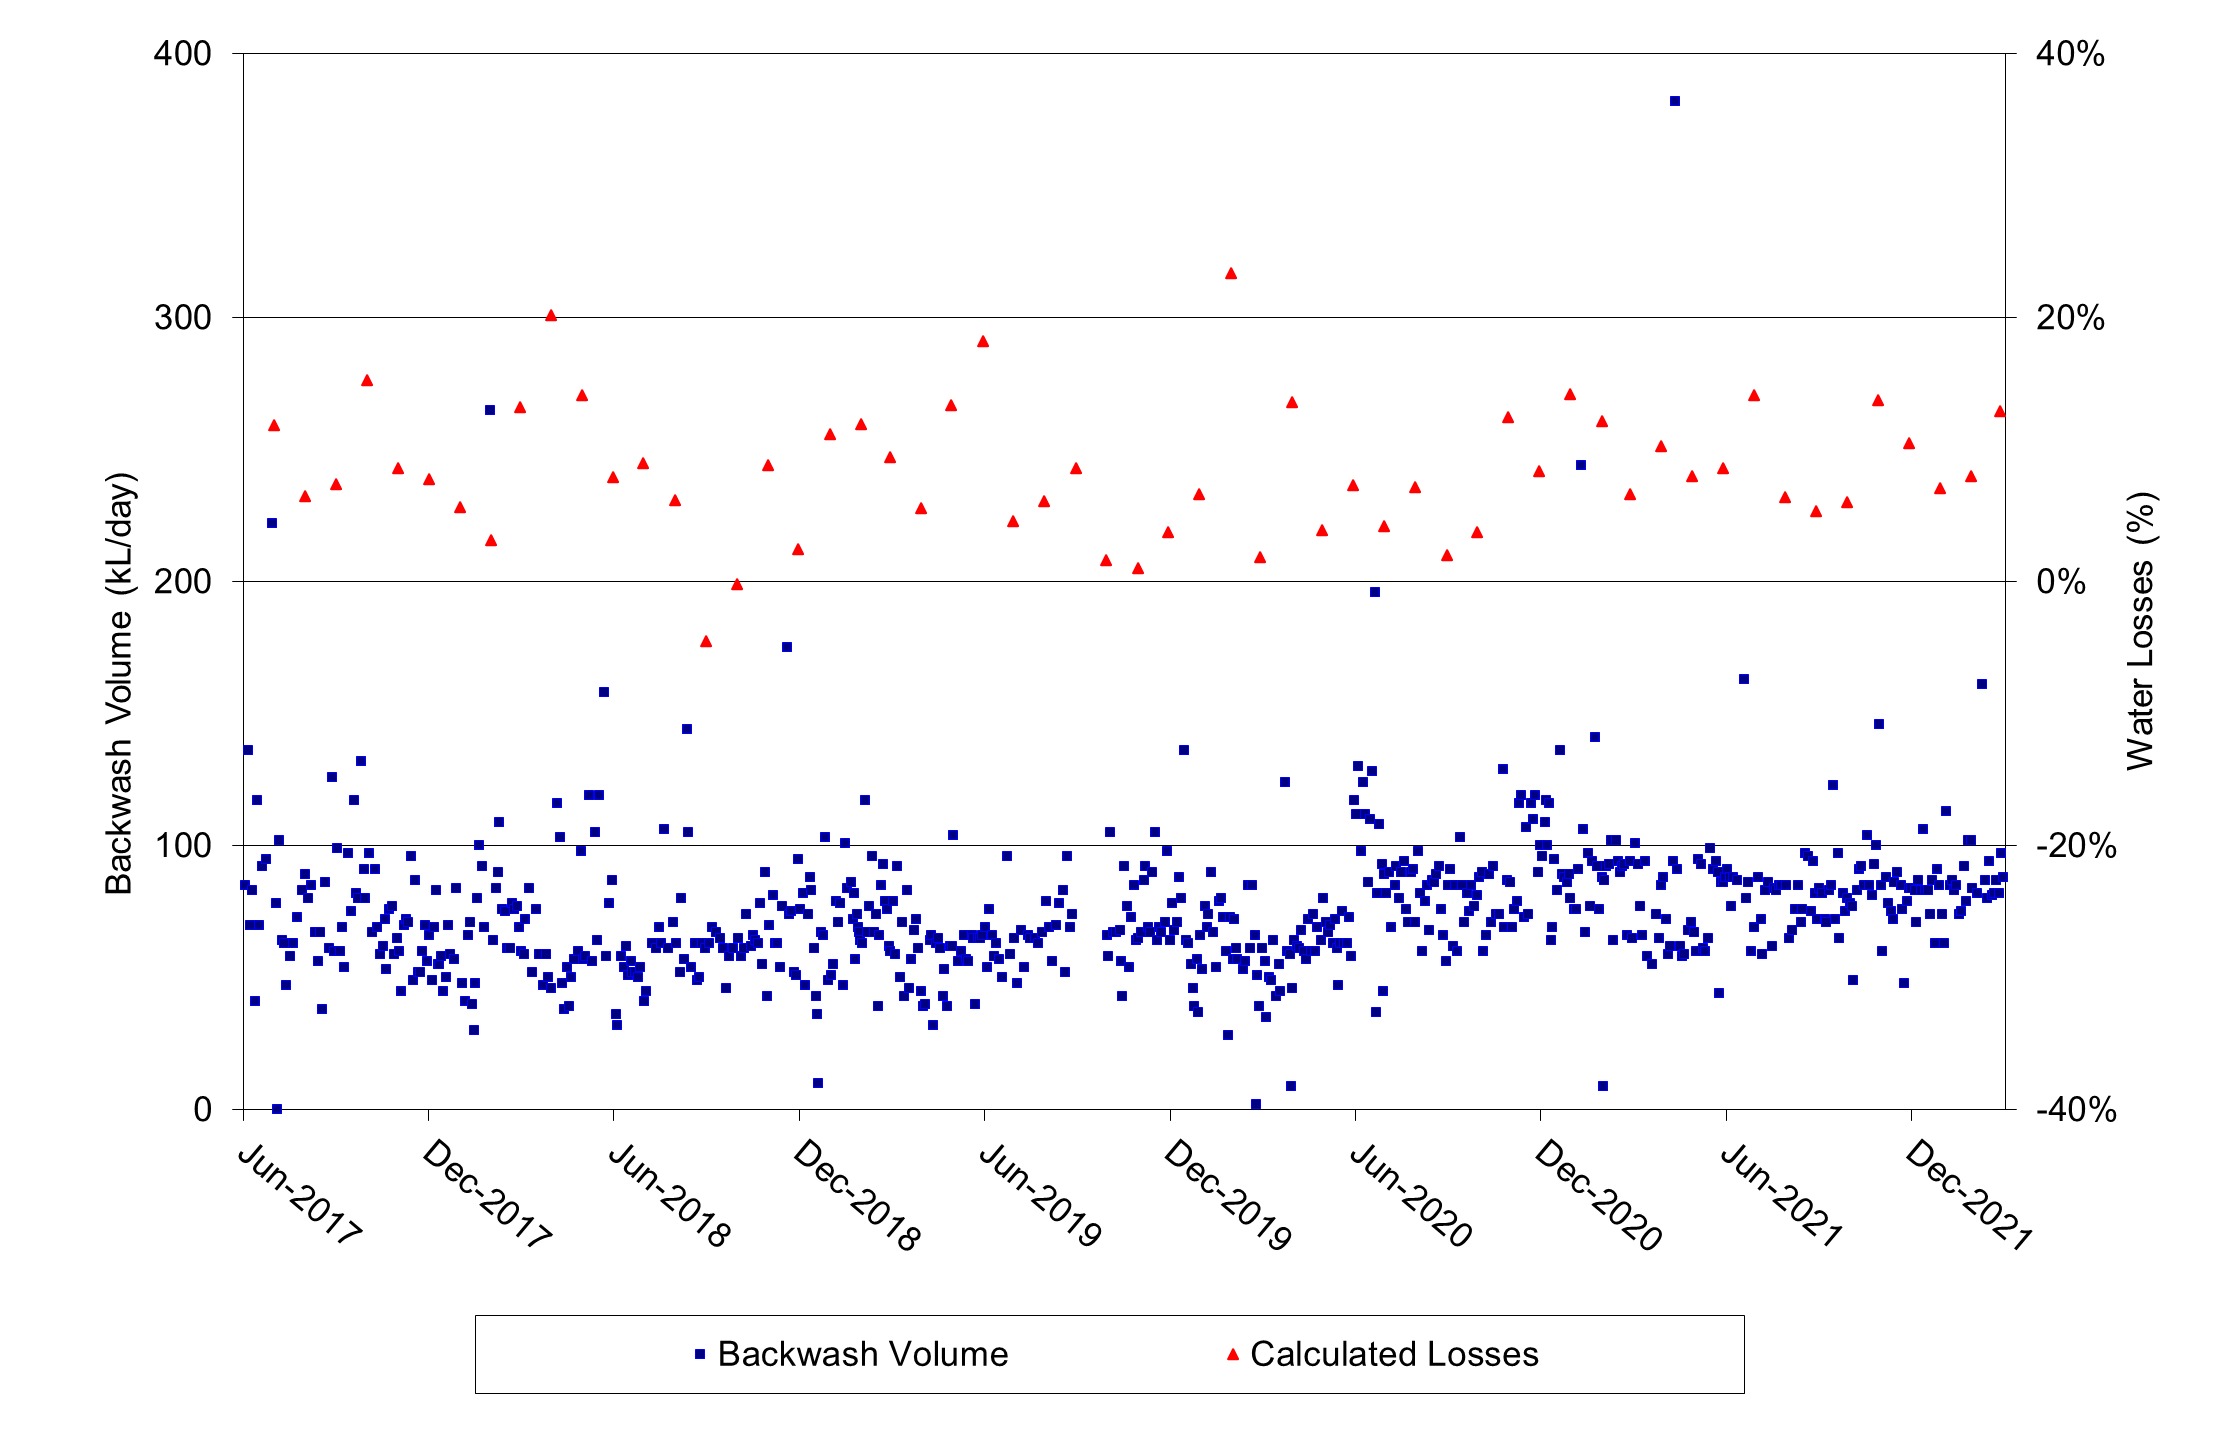 400
300
200
100
0
Backwash Volume (kL/day)
40%
20%
0%
-20%
-40%
Water Losses (%)
Jun-2017
Dec-2017
Jun-2018
Dec-2018
Jun-2019
Dec-2019
Jun-2020
Dec-2020
Jun-2021
Dec-2021
Backwash Volume
Calculated Losses